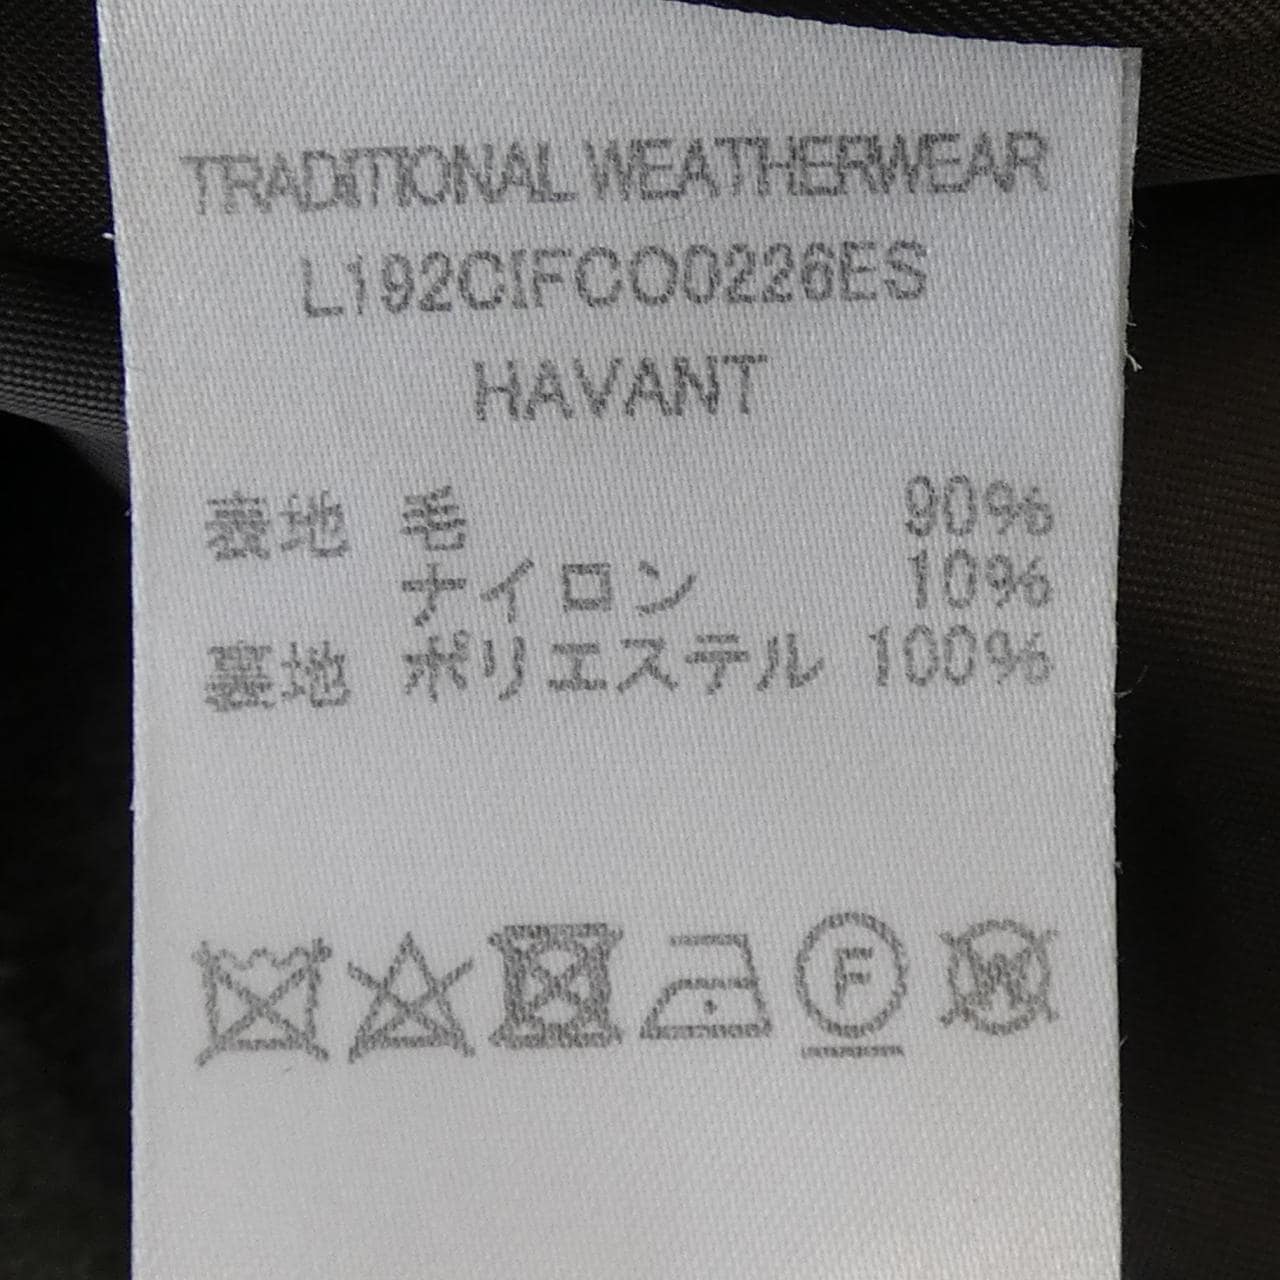 TRADITIONAL WEATHERWEAR
L192CIFCO0226ES
HAVANT
表地 毛 90%
ナイロン 10%
裏地 ポリエステル 100%
F
W